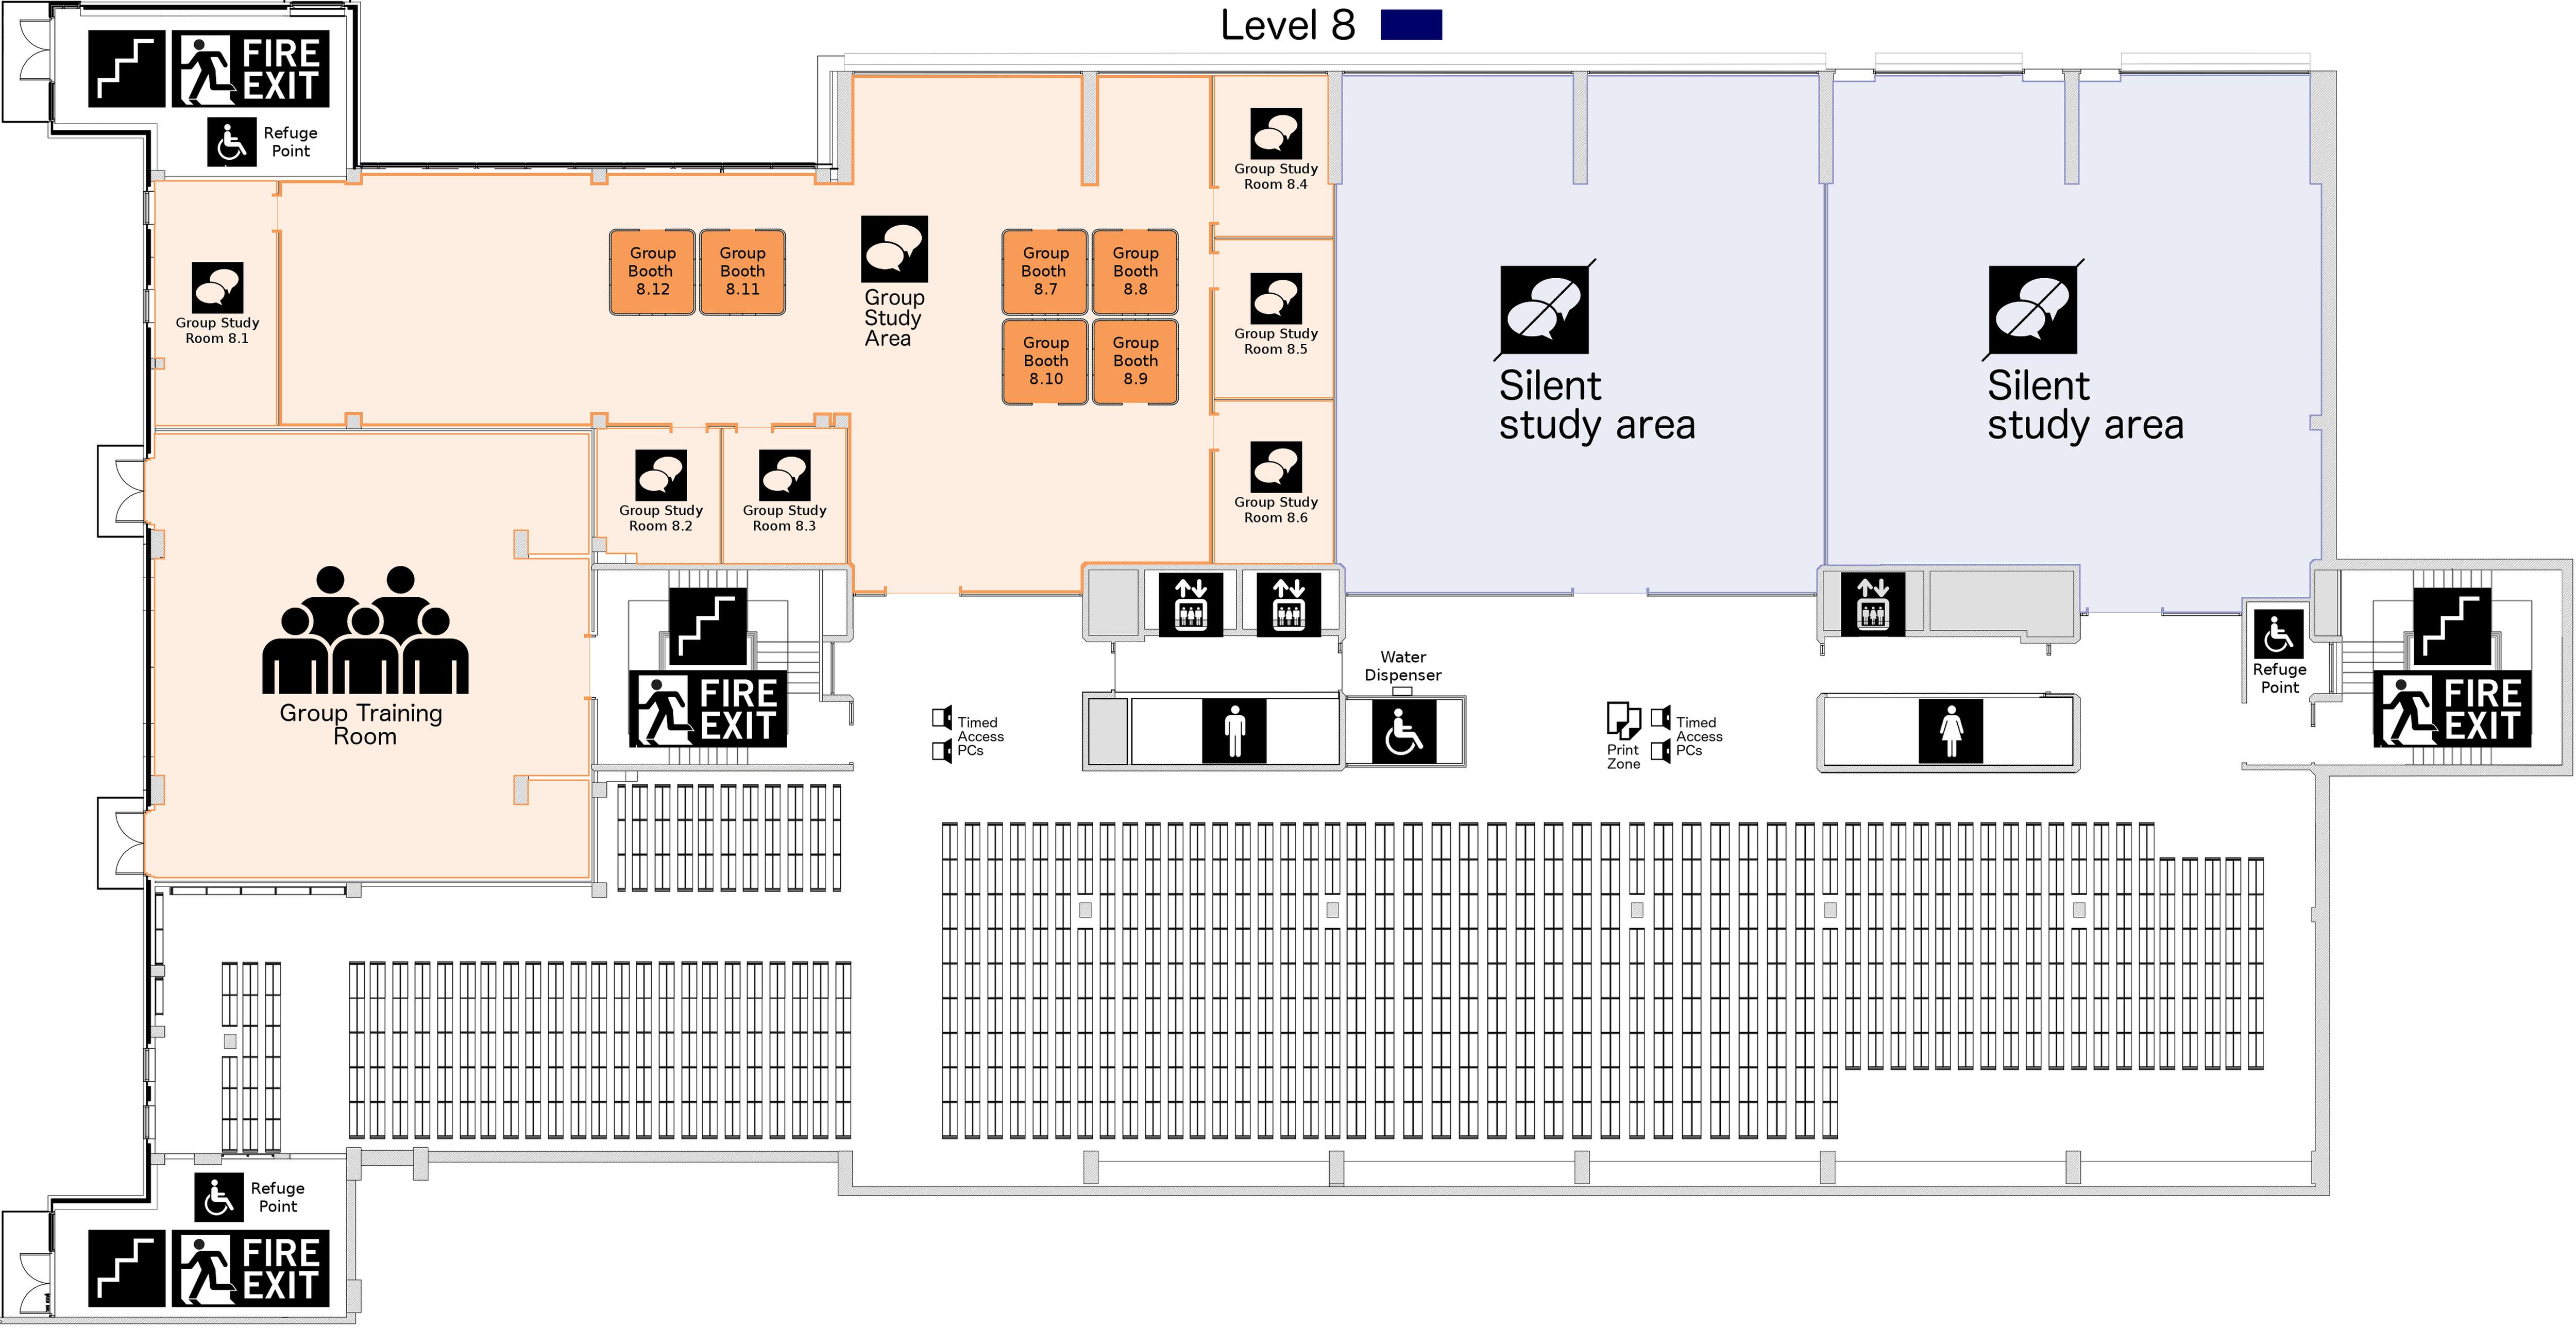 Level 8
FIRE
EXIT
Refuge
Point
Group Study
Room 8.1
Group
Booth
8.12
Group
Booth
8.11
Group
Study
Area
Group
Booth
8.7
Group
Booth
8.8
Group
Booth
8.10
Group
Booth
8.9
Group Study
Room 8.4
Group Study
Room 8.5
Group Study
Room 8.6
Silent
study area
Silent
study area
Group Study
Room 8.2
Group Study
Room 8.3
Group Training
Room
FIRE
EXIT
Timed
Access
PCs
Water
Dispenser
Print
Zone
Timed
Access
PCs
Refuge
Point
FIRE
EXIT
Refuge
Point
FIRE
EXIT